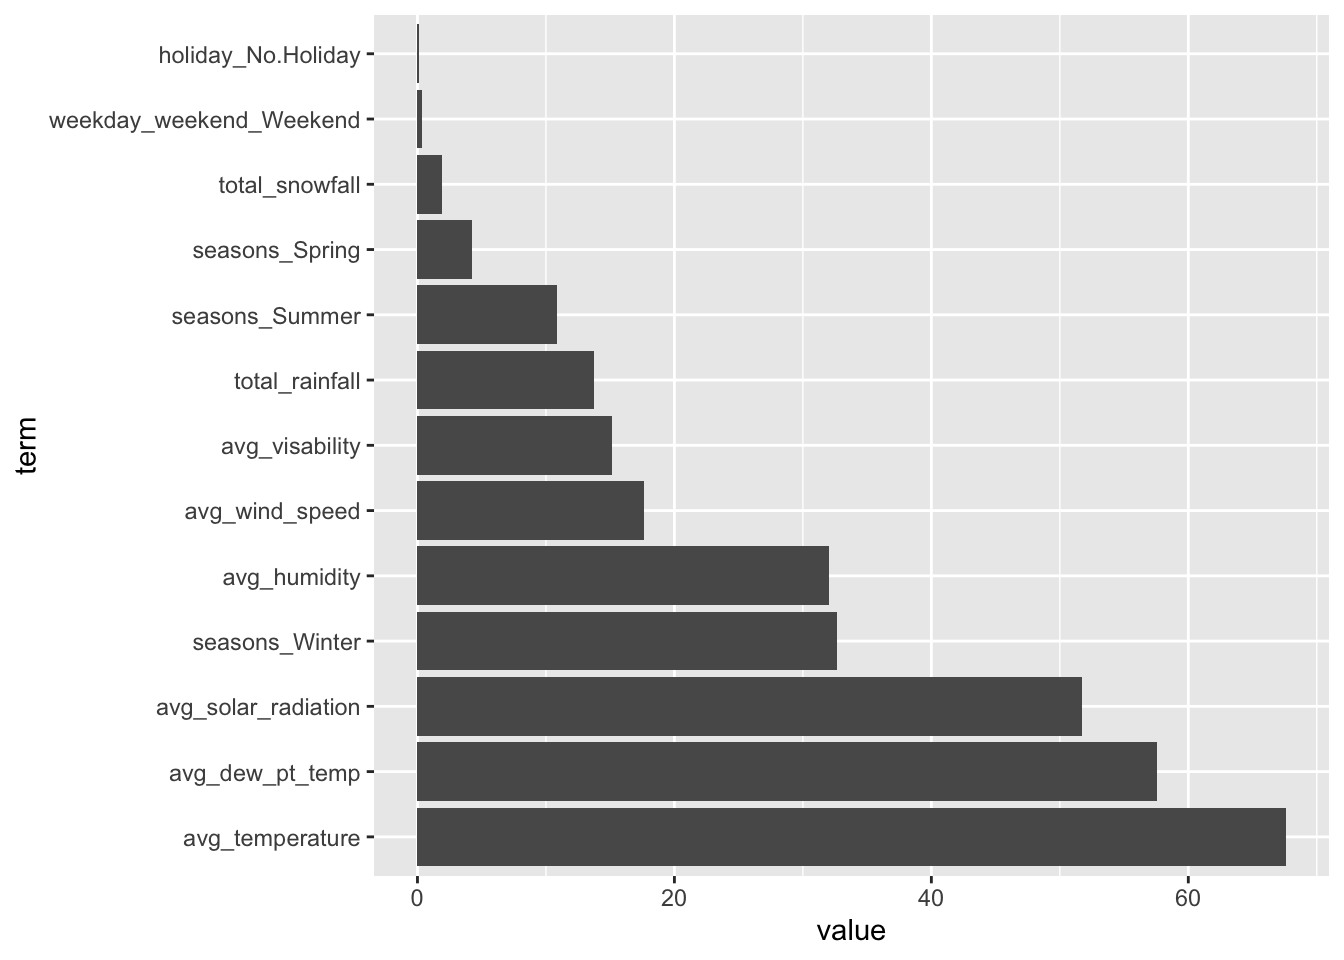 holiday_No.Holiday
weekday_weekend_Weekend
total_snowfall
seasons_Spring
seasons_Summer
total_rainfall
avg_visability
avg_wind_speed
avg_humidity
seasons_Winter
avg_solar_radiation
avg_dew_pt_temp
avg_temperature
term
0 20 40 60
value